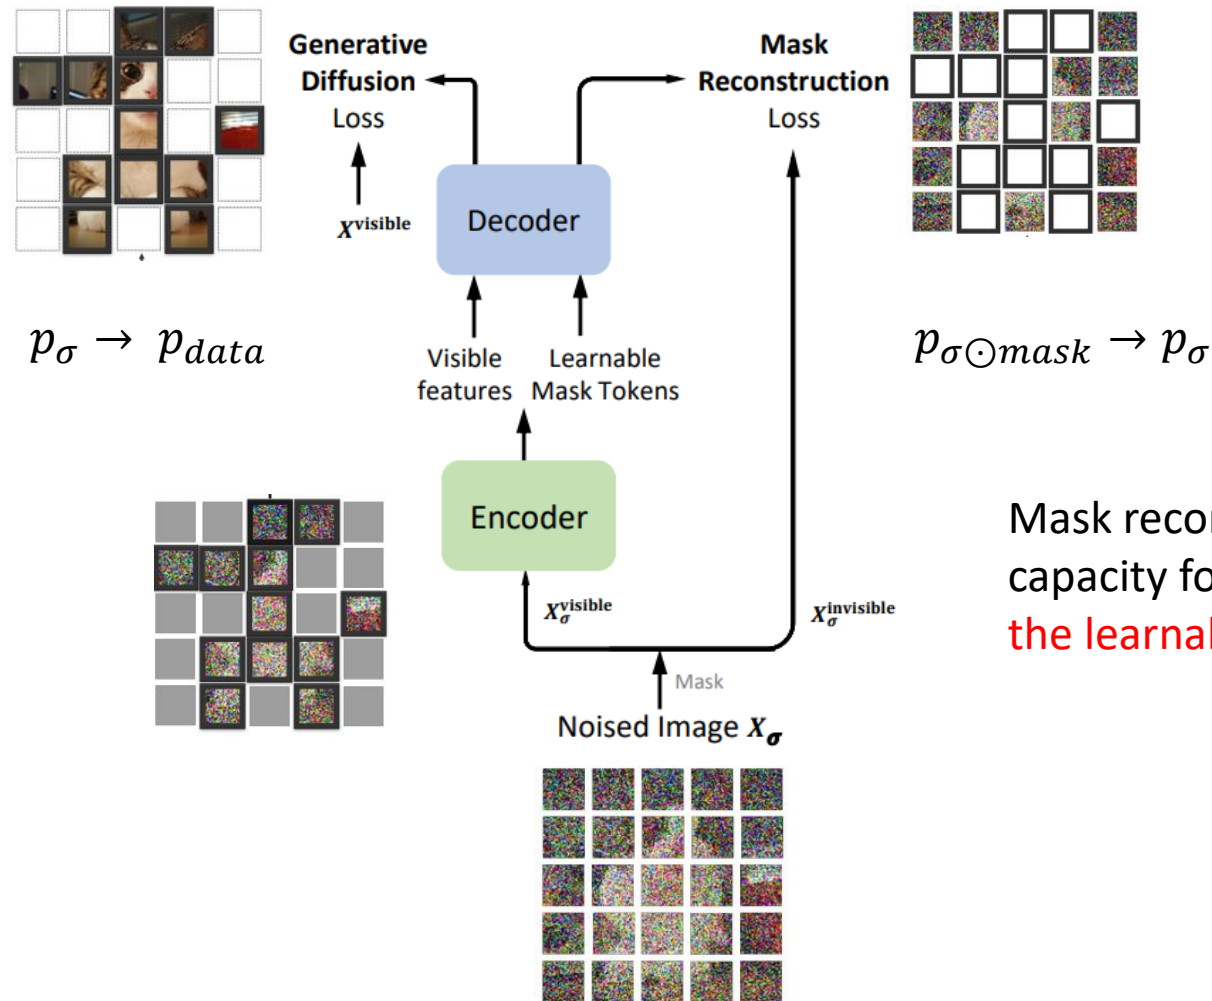 Generative
Diffusion
Loss
Mask
Reconstruction
Loss
X^visible
Decoder
p_σ → p_data
p_{σ⊙mask} → p_σ
Visible
features
Learnable
Mask Tokens
Encoder
Mask recon
capacity fo
the learnal
X_σ^visible
X_σ^invisible
Mask
Noised Image X_σ